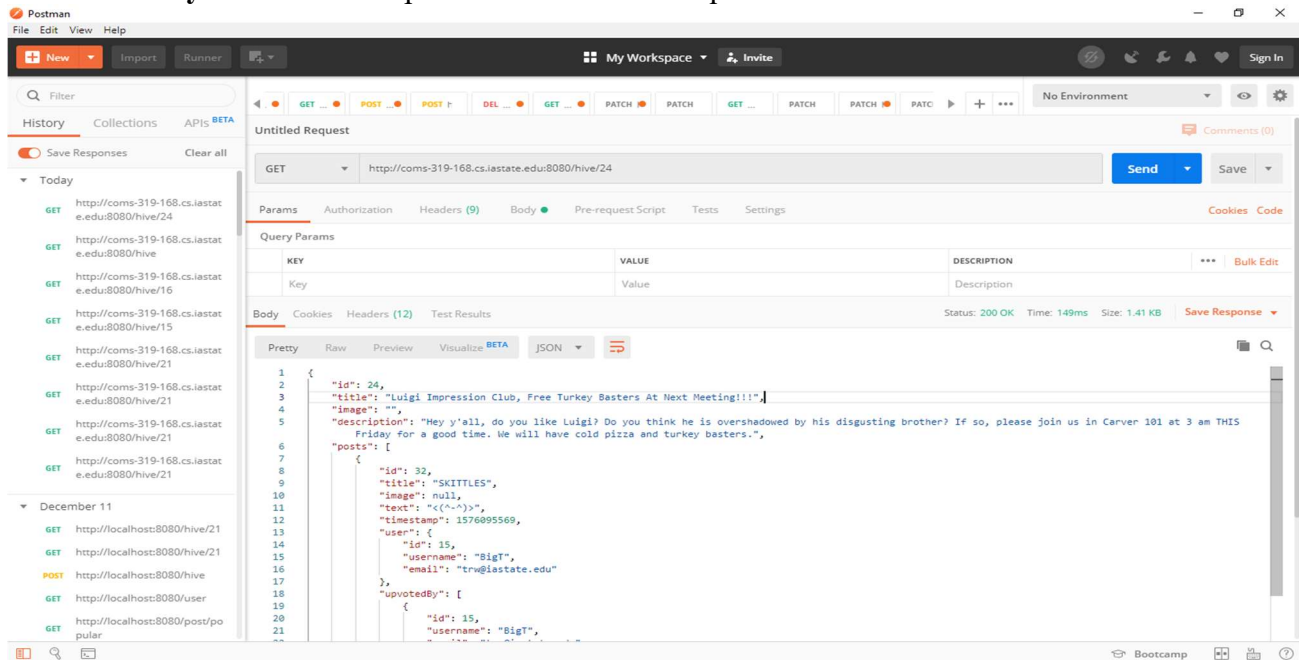 Postman
File Edit View Help
New Import Runner My Workspace Invite Sign In
Filter
History Collections APIs BETA
Save Responses Clear all
Today
GET http://coms-319-168.cs.iastat
e.edu:8080/hive/24
GET http://coms-319-168.cs.iastat
e.edu:8080/hive
GET http://coms-319-168.cs.iastat
e.edu:8080/hive/16
GET http://coms-319-168.cs.iastat
e.edu:8080/hive/15
GET http://coms-319-168.cs.iastat
e.edu:8080/hive/21
GET http://coms-319-168.cs.iastat
e.edu:8080/hive/21
GET http://coms-319-168.cs.iastat
e.edu:8080/hive/21
GET http://coms-319-168.cs.iastat
e.edu:8080/hive/21
December 11
GET http://localhost:8080/hive/21
GET http://localhost:8080/hive/21
POST http://localhost:8080/hive
GET http://localhost:8080/user
GET http://localhost:8080/post/po
pular
GET ... POST ... POST DEL ... GET ... PATCH PATCH GET ... PATCH PATCH PATC + ••• No Environment
Untitled Request Comments (0)
GET http://coms-319-168.cs.iastate.edu:8080/hive/24 Send Save
Params Authorization Headers (9) Body Pre-request Script Tests Settings Cookies Code
Query Params
KEY VALUE DESCRIPTION ••• Bulk Edit
Key Value Description
Body Cookies Headers (12) Test Results Status: 200 OK Time: 149ms Size: 1.41 KB Save Response
Pretty Raw Preview Visualize BETA JSON
1 {
2 "id": 24,
3 "title": "Luigi Impression Club, Free Turkey Basters At Next Meeting!!!",
4 "image": "",
5 "description": "Hey y'all, do you like Luigi? Do you think he is overshadowed by his disgusting brother? If so, please join us in Carver 101 at 3 am THIS
Friday for a good time. We will have cold pizza and turkey basters.",
6 "posts": [
7 {
8 "id": 32,
9 "title": "SKITTLES",
10 "image": null,
11 "text": "<(^-^)>",
12 "timestamp": 1576095569,
13 "user": {
14 "id": 15,
15 "username": "BigT",
16 "email": "trw@iastate.edu"
17 },
18 "upvotedBy": [
19 {
20 "id": 15,
21 "username": "BigT",
Bootcamp